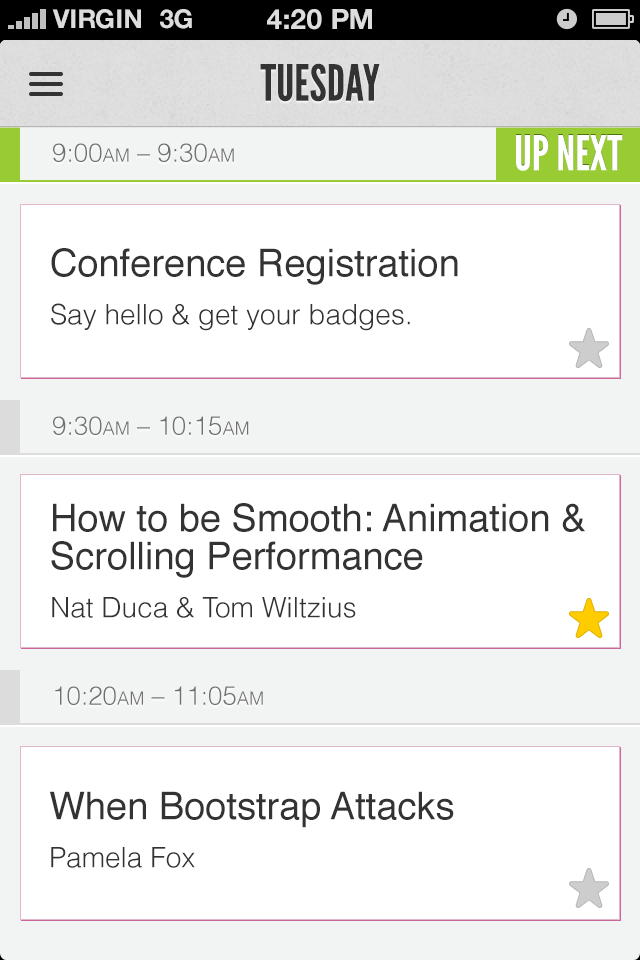 VIRGIN 3G 4:20 PM
TUESDAY
9:00AM – 9:30AM UP NEXT
Conference Registration
Say hello & get your badges.
9:30AM – 10:15AM
How to be Smooth: Animation &
Scrolling Performance
Nat Duca & Tom Wiltzius
10:20AM – 11:05AM
When Bootstrap Attacks
Pamela Fox